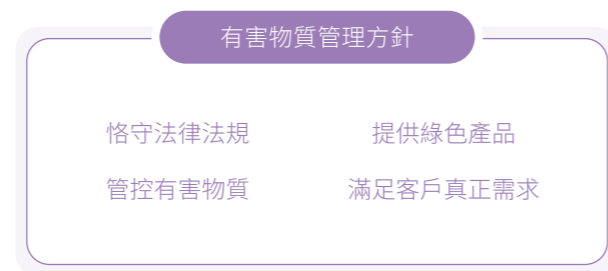 有害物質管理方針
恪守法律法規
提供綠色產品
管控有害物質
滿足客戶真正需求